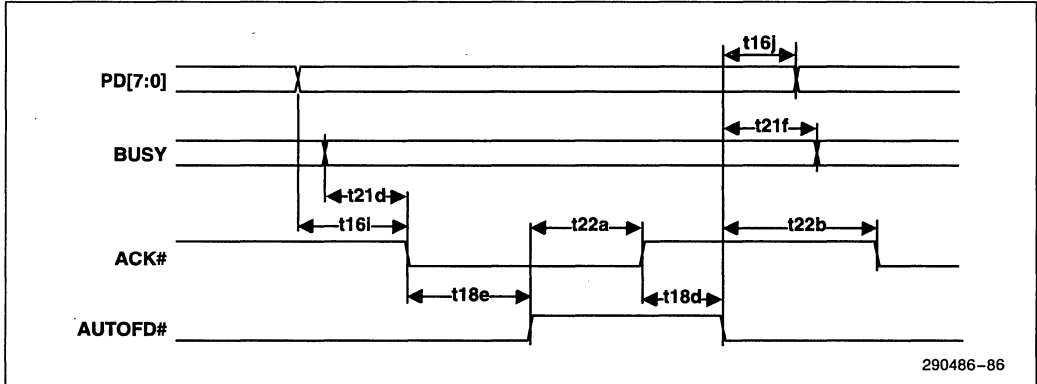 t16j
PD[7:0]
t21f
BUSY
t21d
t16i
t22a
t22b
ACK#
t18e
t18d
AUTOFD#
290486-86